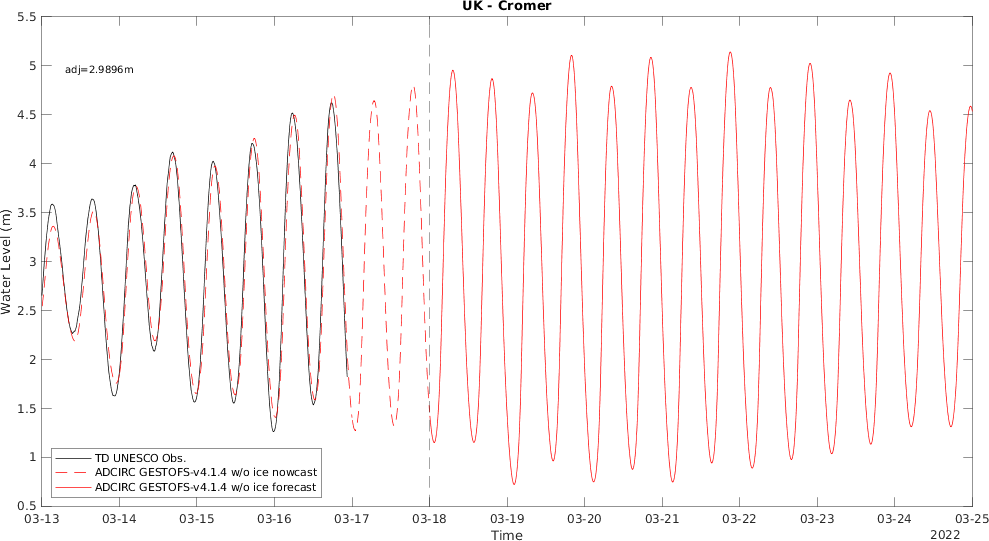 UK - Cromer
5.5
5
4.5
4
3.5
3
2.5
2
1.5
1
0.5
Water Level (m)
adj=2.9896m
TD UNESCO Obs.
ADCIRC GESTOFS-v4.1.4 w/o ice nowcast
ADCIRC GESTOFS-v4.1.4 w/o ice forecast
03-13 03-14 03-15 03-16 03-17 03-18 03-19 03-20 03-21 03-22 03-23 03-24 03-25
Time
2022